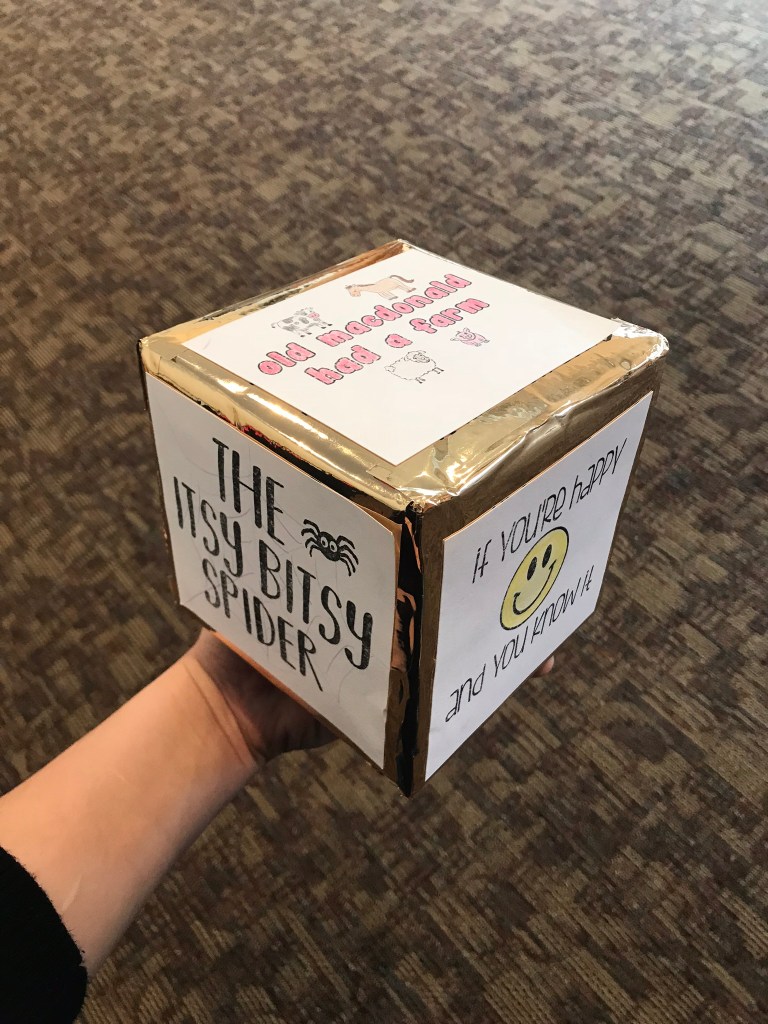 old macdonald
had a farm
THE
ITSY BITSY
SPIDER
if YOU'RE HAPPY
AND YOU KNOW it